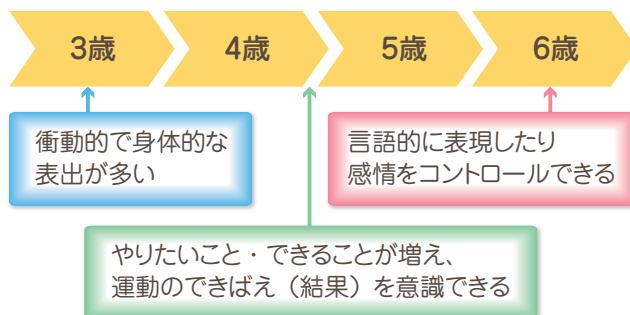 3歳
4歳
5歳
6歳
衝動的で身体的な
表出が多い
言語的に表現したり
感情をコントロールできる
やりたいこと・できることが増え、
運動のできばえ（結果）を意識できる